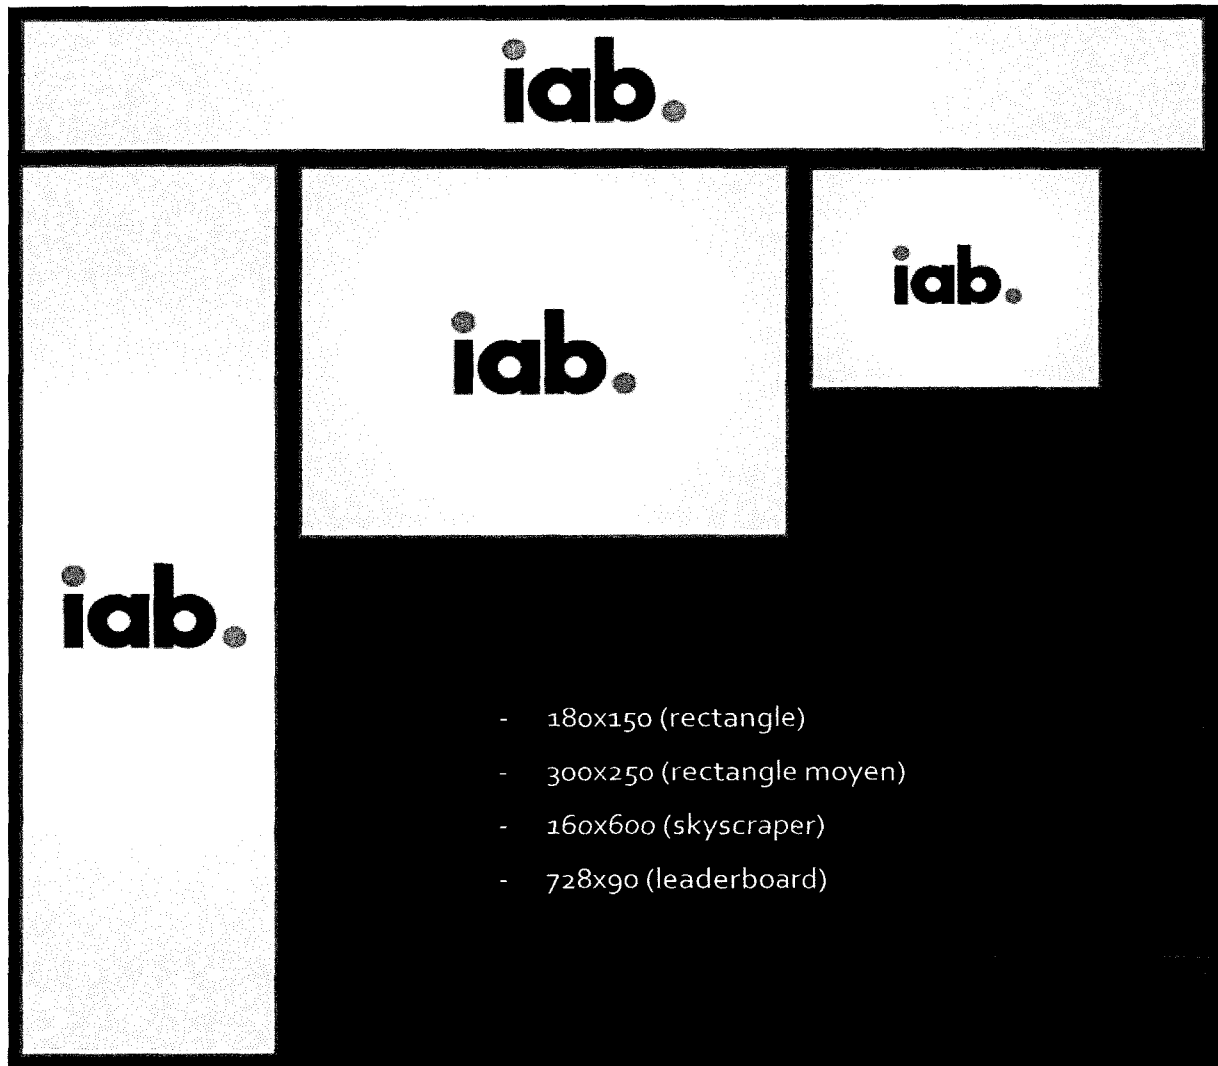 iab.
iab.
iab.
iab.
- 180x150 (rectangle)
- 300x250 (rectangle moyen)
- 160x600 (skyscraper)
- 728x90 (leaderboard)